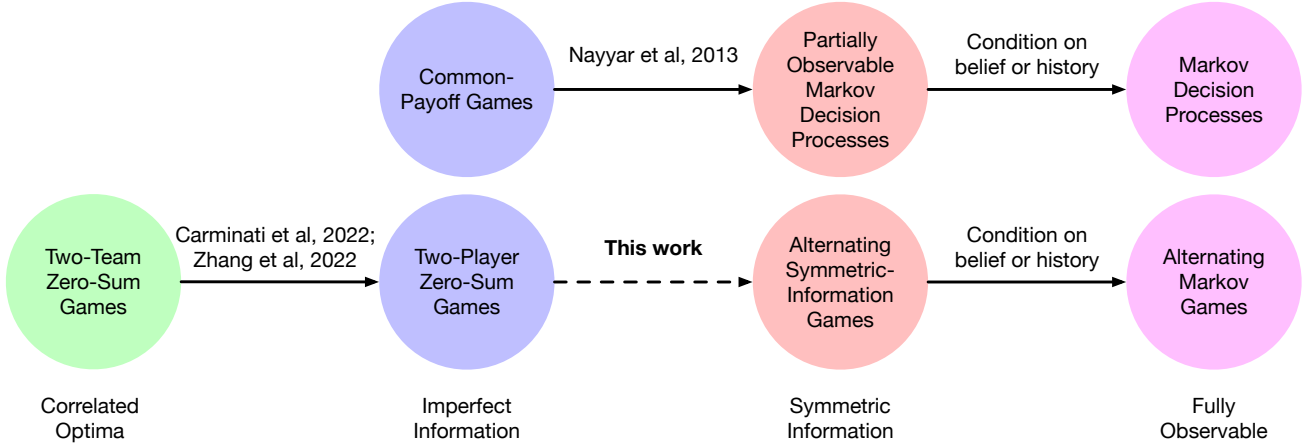 Common-
Payoff Games
Nayyar et al, 2013
Partially
Observable
Markov
Decision
Processes
Condition on
belief or history
Markov
Decision
Processes
Two-Team
Zero-Sum
Games
Carminati et al, 2022;
Zhang et al, 2022
Two-Player
Zero-Sum
Games
This work
Alternating
Symmetric-
Information
Games
Condition on
belief or history
Alternating
Markov
Games
Correlated
Optima
Imperfect
Information
Symmetric
Information
Fully
Observable